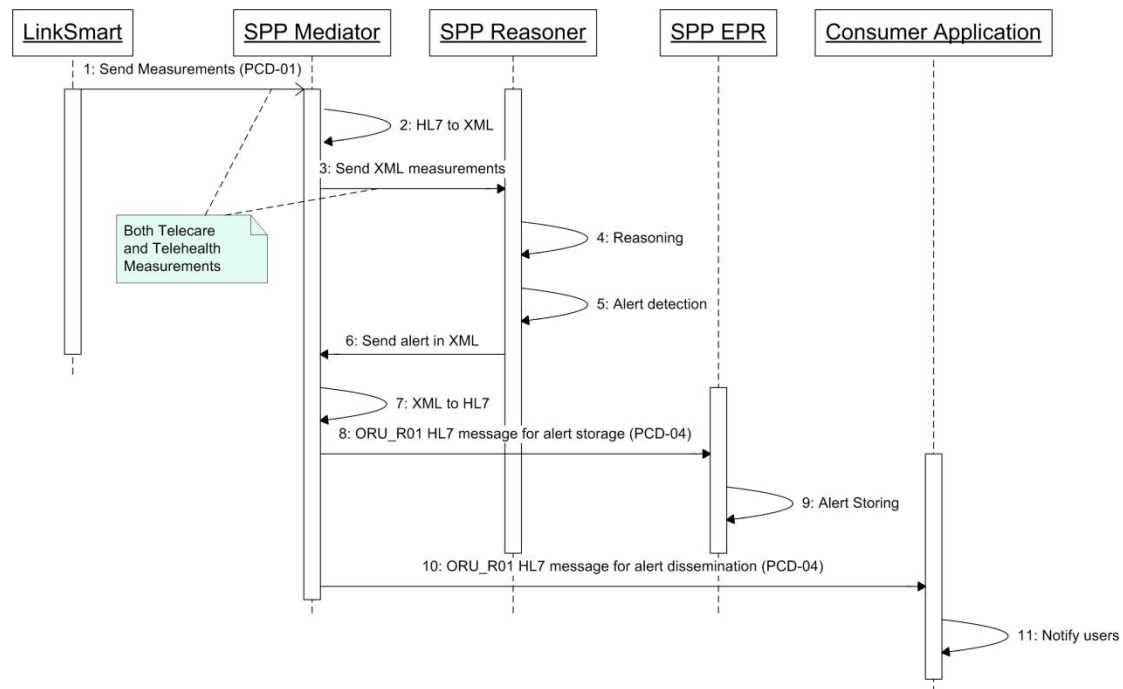 LinkSmart
SPP Mediator
SPP Reasoner
SPP EPR
Consumer Application
1: Send Measurements (PCD-01)
2: HL7 to XML
3: Send XML measurements
Both Telecare
and Telehealth
Measurements
4: Reasoning
5: Alert detection
6: Send alert in XML
7: XML to HL7
8: ORU_R01 HL7 message for alert storage (PCD-04)
9: Alert Storing
10: ORU_R01 HL7 message for alert dissemination (PCD-04)
11: Notify users